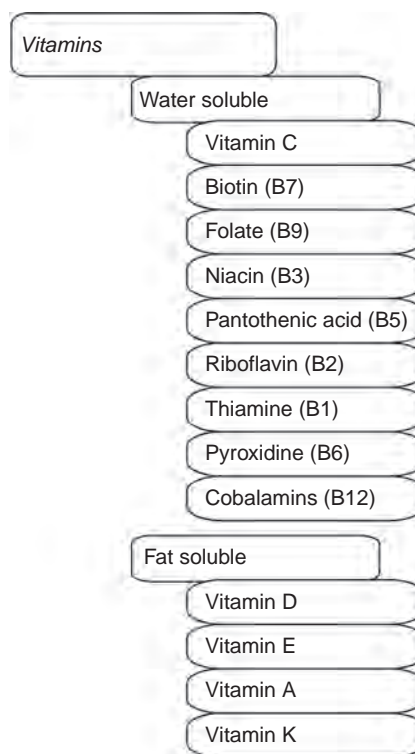 Vitamins
Water soluble
Vitamin C
Biotin (B7)
Folate (B9)
Niacin (B3)
Pantothenic acid (B5)
Riboflavin (B2)
Thiamine (B1)
Pyroxidine (B6)
Cobalamins (B12)
Fat soluble
Vitamin D
Vitamin E
Vitamin A
Vitamin K